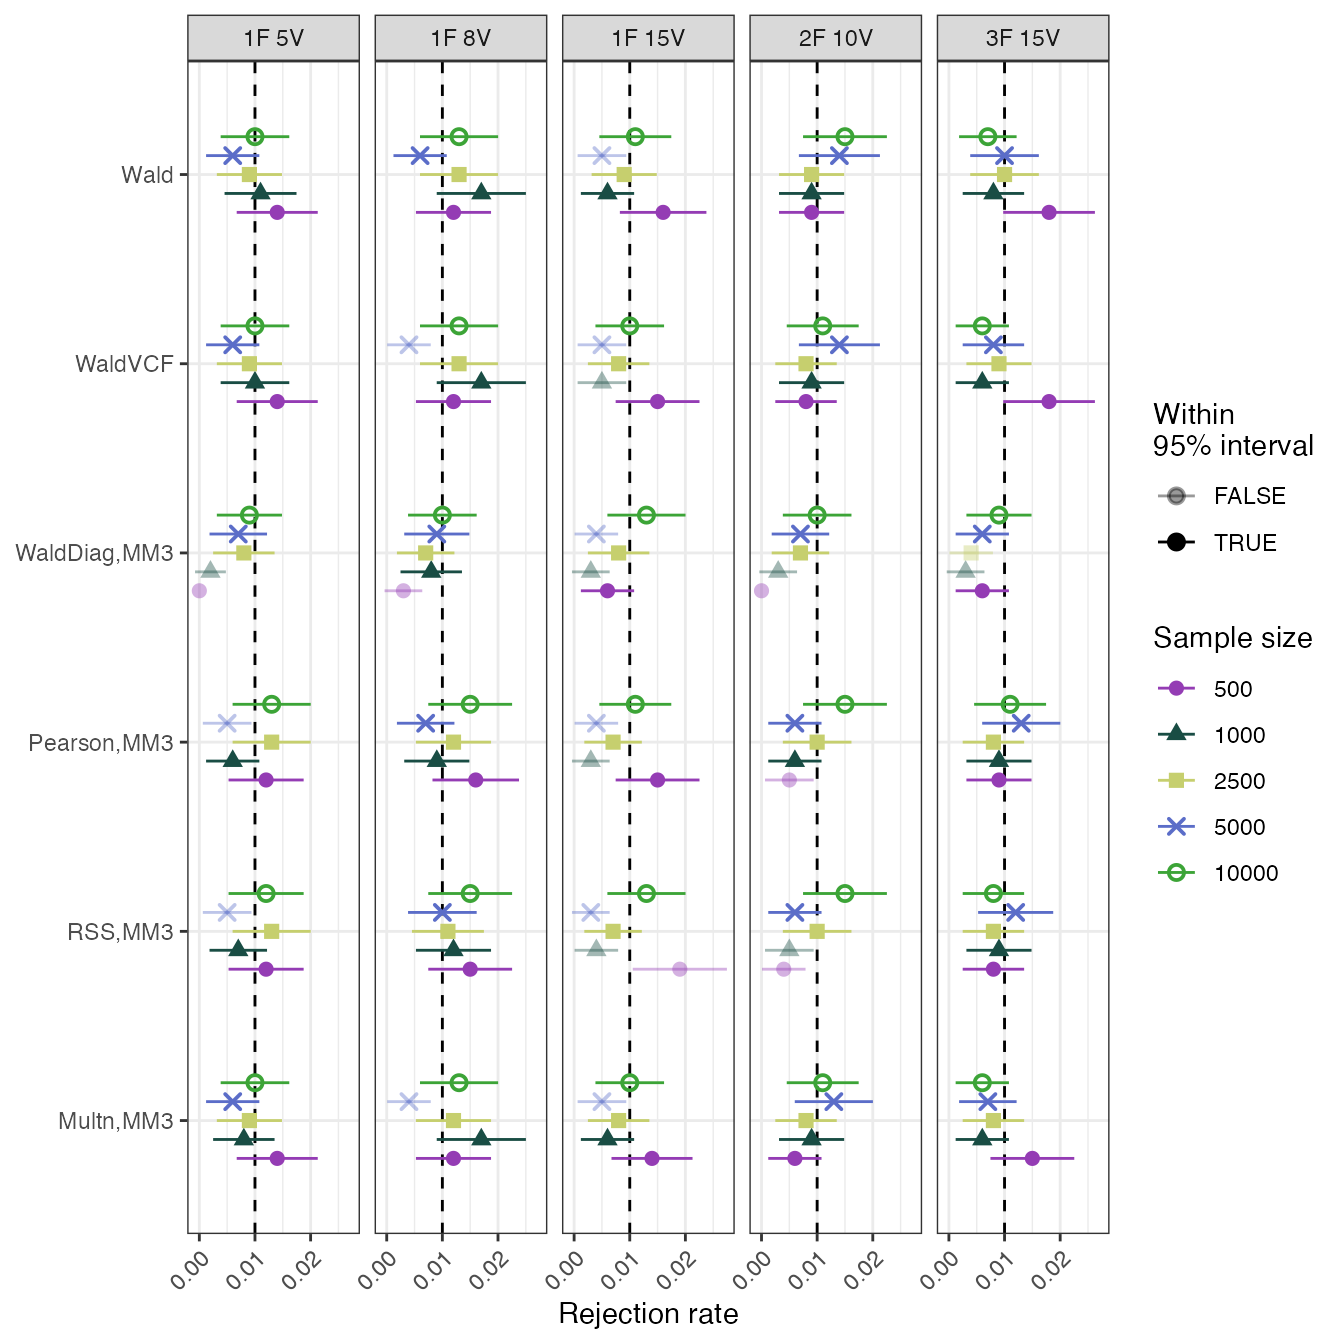 1F 5V
1F 8V
1F 15V
2F 10V
3F 15V
Wald
WaldVCF
WaldDiag,MM3
Pearson,MM3
RSS,MM3
Multn,MM3
0.00
0.01
0.02
0.00
0.01
0.02
0.00
0.01
0.02
0.00
0.01
0.02
0.00
0.01
0.02
Rejection rate
Within
95% interval
FALSE
TRUE
Sample size
500
1000
2500
5000
10000